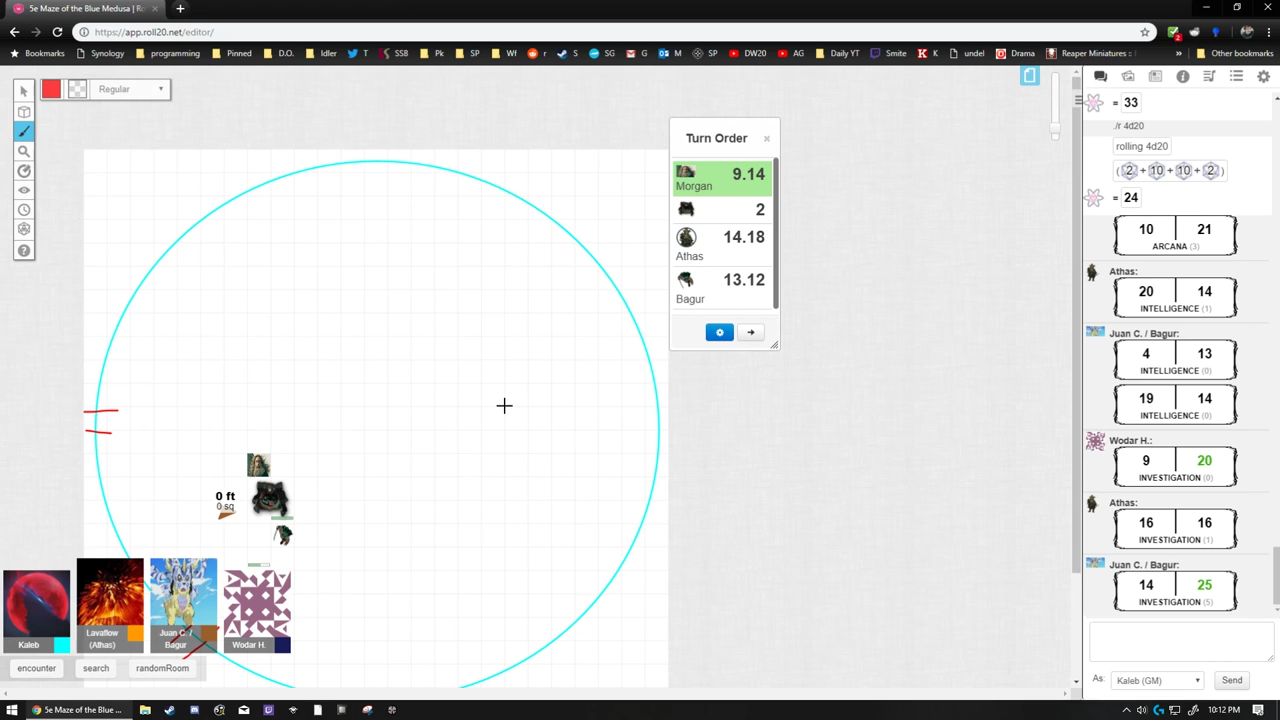 5e Maze of the Blue Medusa | Ro
https://app.roll20.net/editor/
Bookmarks Synology programming Pinned D.O. Idler T SSB Pk SP Wf r S SG G M SP DW20 AG Daily YT Smite K undel Drama Reaper Miniatures :: » Other bookmarks
Regular
Turn Order
9.14
Morgan
2
14.18
Athas
13.12
Bagur
0 ft
0 sq
Kaleb
Lavaflow
(Athas)
Juan C. /
Bagur
Wodar H.
encounter search randomRoom
= 33
./r 4d20
rolling 4d20
(2+10+10+2)
= 24
10 21
ARCANA (3)
Athas:
20 14
INTELLIGENCE (1)
Juan C. / Bagur:
4 13
INTELLIGENCE (0)
19 14
INTELLIGENCE (0)
Wodar H.:
9 20
INVESTIGATION (0)
Athas:
16 16
INVESTIGATION (1)
Juan C. / Bagur:
14 25
INVESTIGATION (5)
As: Kaleb (GM) Send
5e Maze of the Blue
10:12 PM